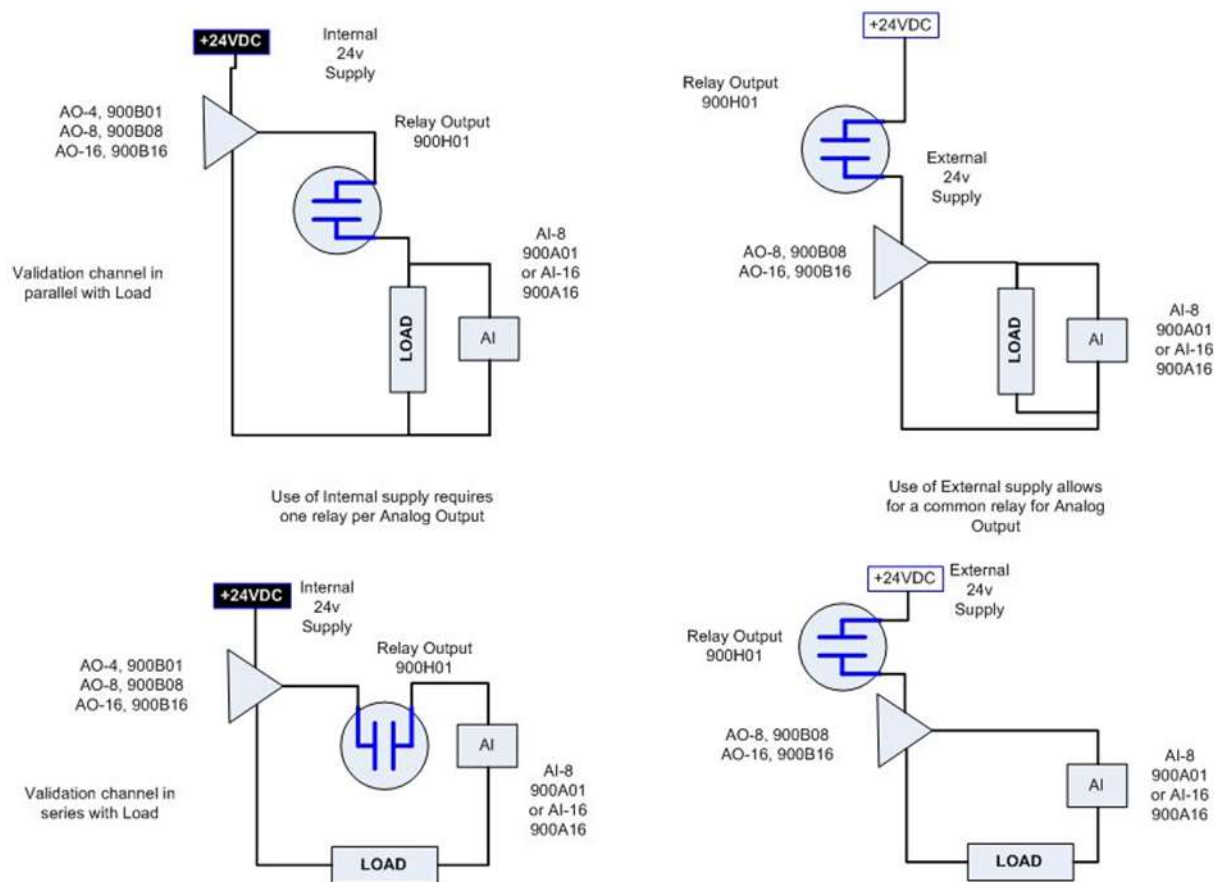 +24VDC
Internal
24v
Supply
AO-4, 900B01
AO-8, 900B08
AO-16, 900B16
Relay Output
900H01
AI-8
900A01
or AI-16
900A16
Validation channel in
parallel with Load
LOAD
AI
Use of Internal supply requires
one relay per Analog Output
+24VDC
Relay Output
900H01
External
24v
Supply
AO-8, 900B08
AO-16, 900B16
LOAD
AI
AI-8
900A01
or AI-16
900A16
Use of External supply allows
for a common relay for Analog
Output
+24VDC
Internal
24v
Supply
Relay Output
900H01
AO-4, 900B01
AO-8, 900B08
AO-16, 900B16
AI
AI-8
900A01
or AI-16
900A16
Validation channel in
series with Load
LOAD
+24VDC
External
24v
Supply
Relay Output
900H01
AO-8, 900B08
AO-16, 900B16
AI
AI-8
900A01
or AI-16
900A16
LOAD